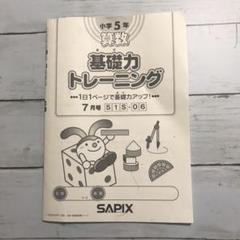 小学5年
算数
基礎力
トレーニング
1日1ページで基礎力アップ!
7月号 51S-06
SAPIX